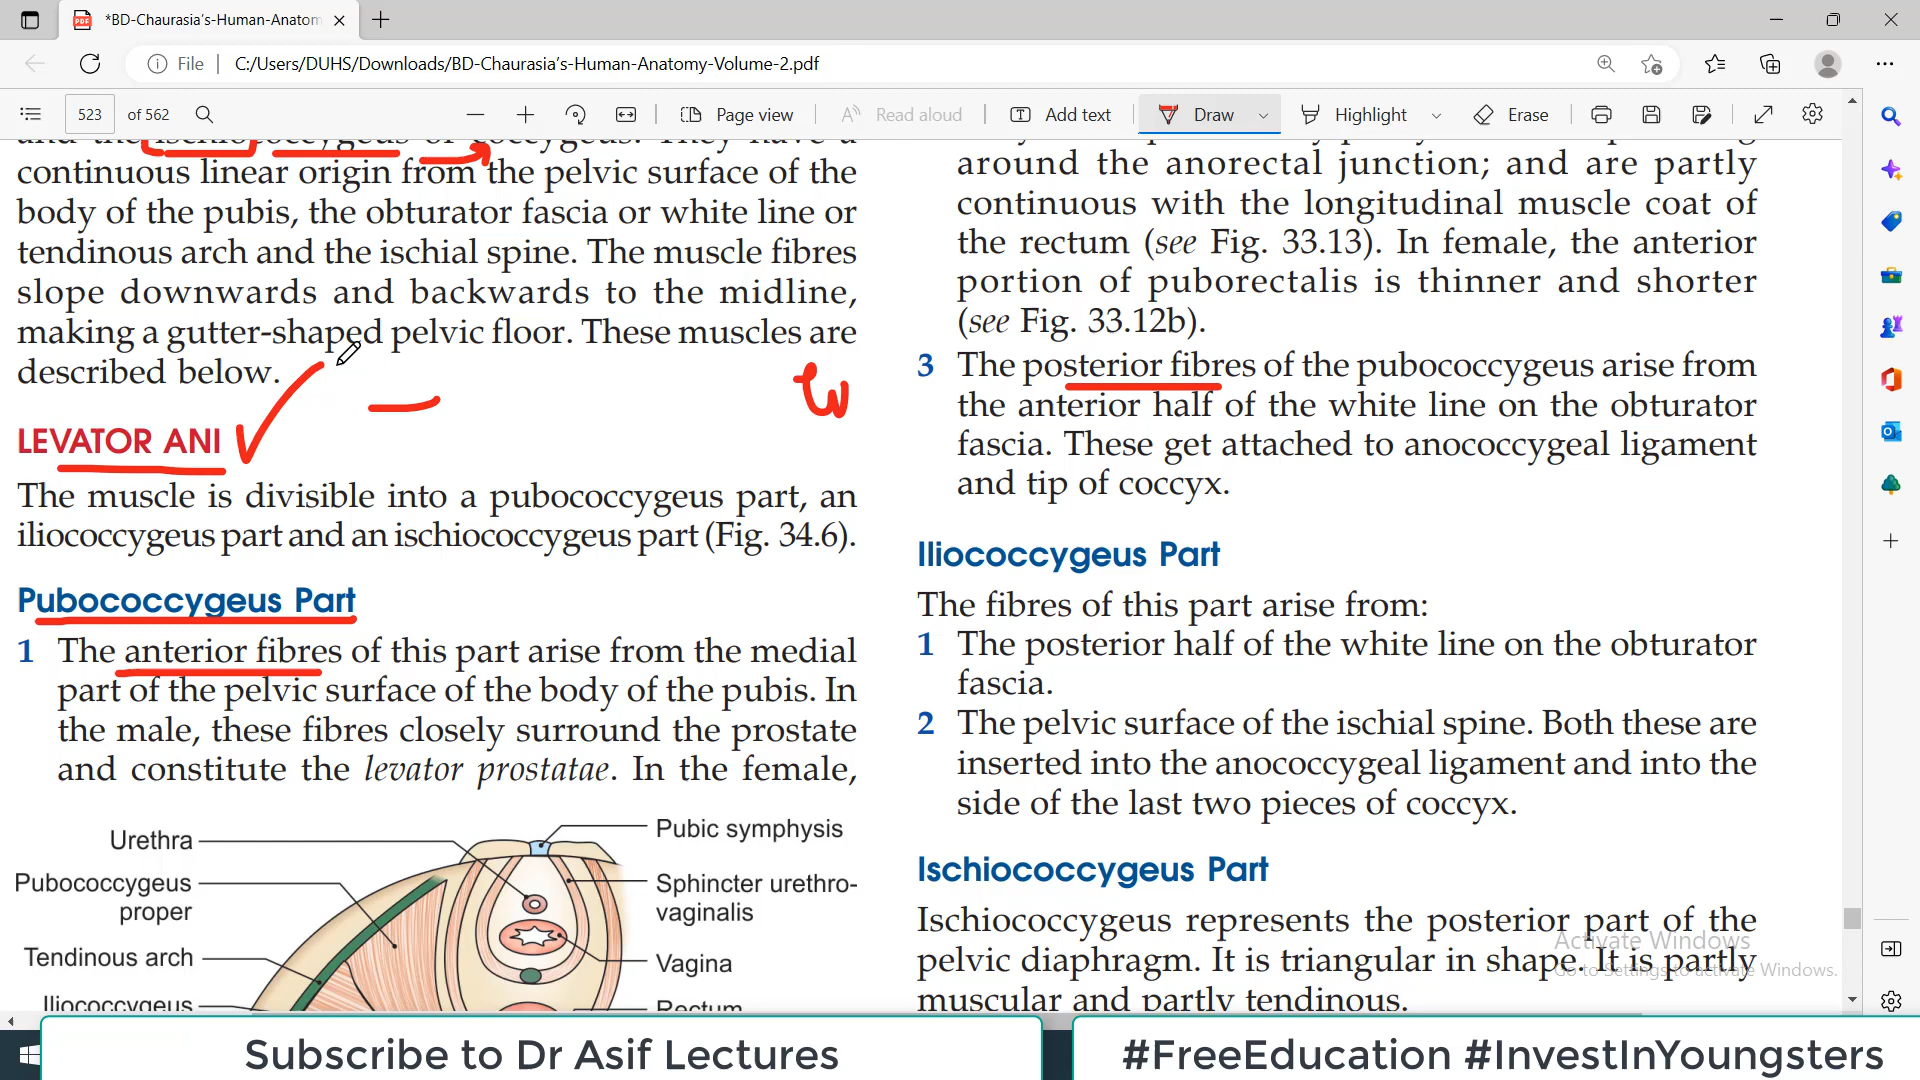 *BD-Chaurasia's-Human-Anatom
File
C:/Users/DUHS/Downloads/BD-Chaurasia's-Human-Anatomy-Volume-2.pdf
523 of 562
Page view
Read aloud
Add text
Draw
Highlight
Erase
and the ischiococcygeus or coccygeus. They have a
continuous linear origin from the pelvic surface of the
body of the pubis, the obturator fascia or white line or
tendinous arch and the ischial spine. The muscle fibres
slope downwards and backwards to the midline,
making a gutter-shaped pelvic floor. These muscles are
described below.
LEVATOR ANI
The muscle is divisible into a pubococcygeus part, an
iliococcygeus part and an ischiococcygeus part (Fig. 34.6).
Pubococcygeus Part
1 The anterior fibres of this part arise from the medial
part of the pelvic surface of the body of the pubis. In
the male, these fibres closely surround the prostate
and constitute the levator prostatae. In the female,
Urethra
Pubococcygeus
proper
Tendinous arch
Iliococcygeus
Pubic symphysis
Sphincter urethro-
vaginalis
Vagina
Rectum
around the anorectal junction; and are partly
continuous with the longitudinal muscle coat of
the rectum (see Fig. 33.13). In female, the anterior
portion of puborectalis is thinner and shorter
(see Fig. 33.12b).
3 The posterior fibres of the pubococcygeus arise from
the anterior half of the white line on the obturator
fascia. These get attached to anococcygeal ligament
and tip of coccyx.
Iliococcygeus Part
The fibres of this part arise from:
1 The posterior half of the white line on the obturator
fascia.
2 The pelvic surface of the ischial spine. Both these are
inserted into the anococcygeal ligament and into the
side of the last two pieces of coccyx.
Ischiococcygeus Part
Ischiococcygeus represents the posterior part of the
pelvic diaphragm. It is triangular in shape. It is partly
muscular and partly tendinous.
Activate Windows
Go to Settings to activate Windows.
Subscribe to Dr Asif Lectures
#FreeEducation #InvestInYoungsters